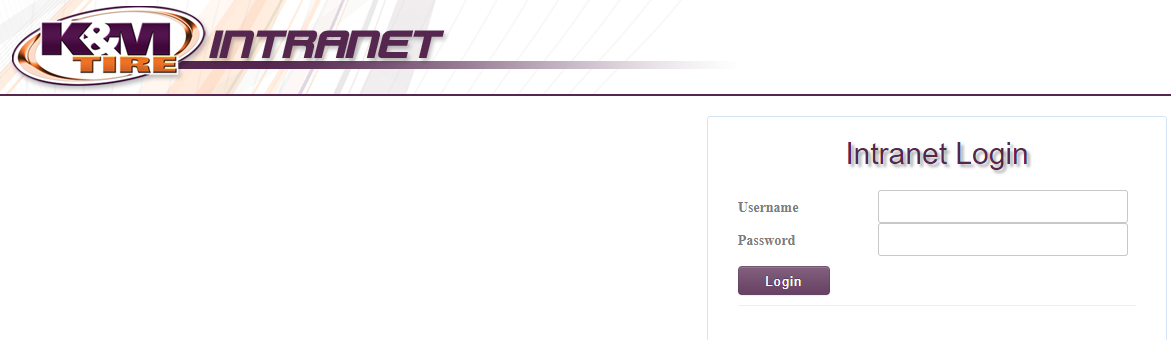 K&M
TIRE
INTRANET
Intranet Login
Username
Password
Login